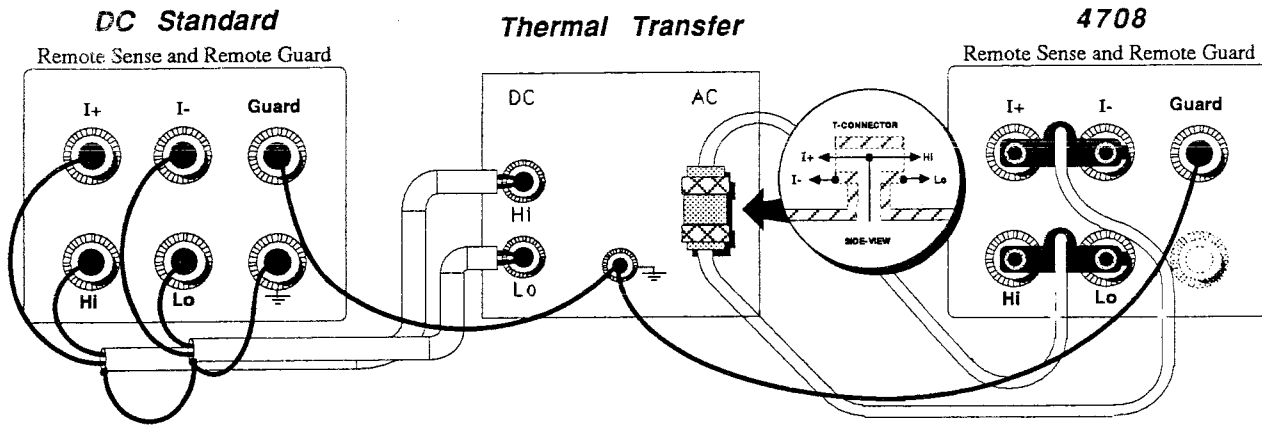 DC Standard
Remote Sense and Remote Guard
I+ I- Guard
Hi Lo
Thermal Transfer
DC AC
Hi
Lo
T-CONNECTOR
I+ Hi
I- Lo
SIDE-VIEW
4708
Remote Sense and Remote Guard
I+ I- Guard
Hi Lo